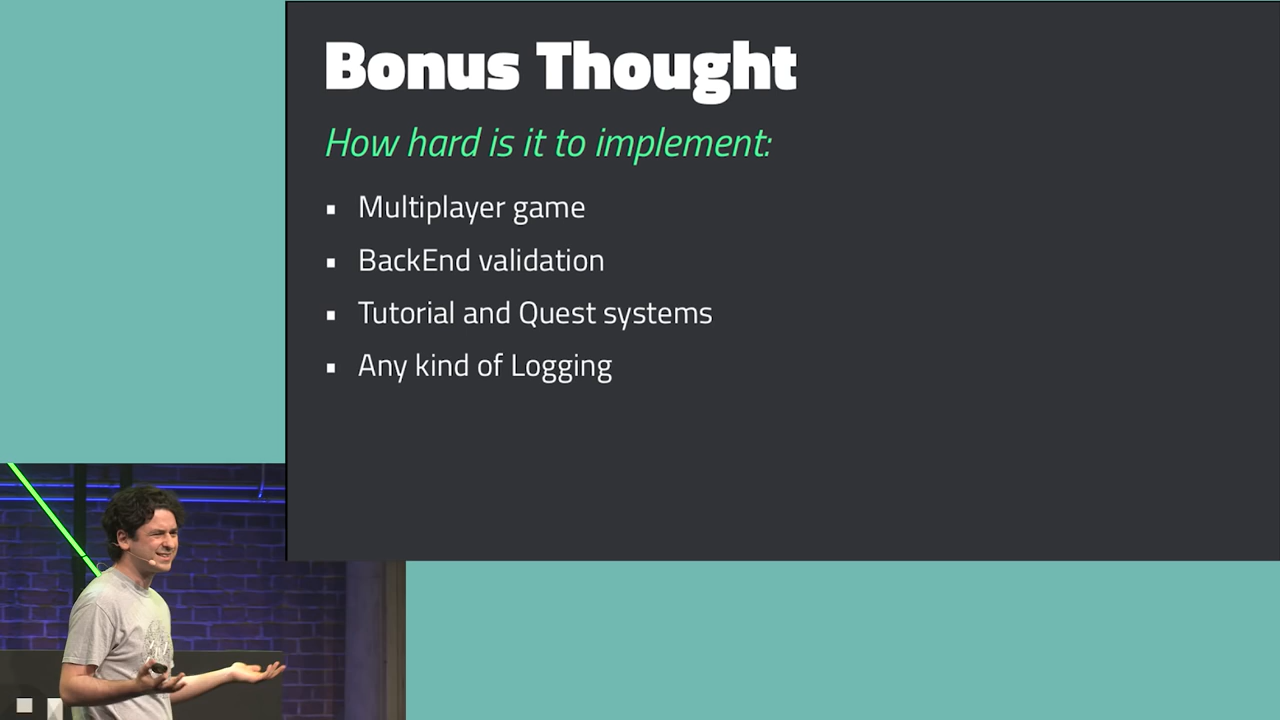 Bonus Thought
How hard is it to implement:
Multiplayer game
BackEnd validation
Tutorial and Quest systems
Any kind of Logging